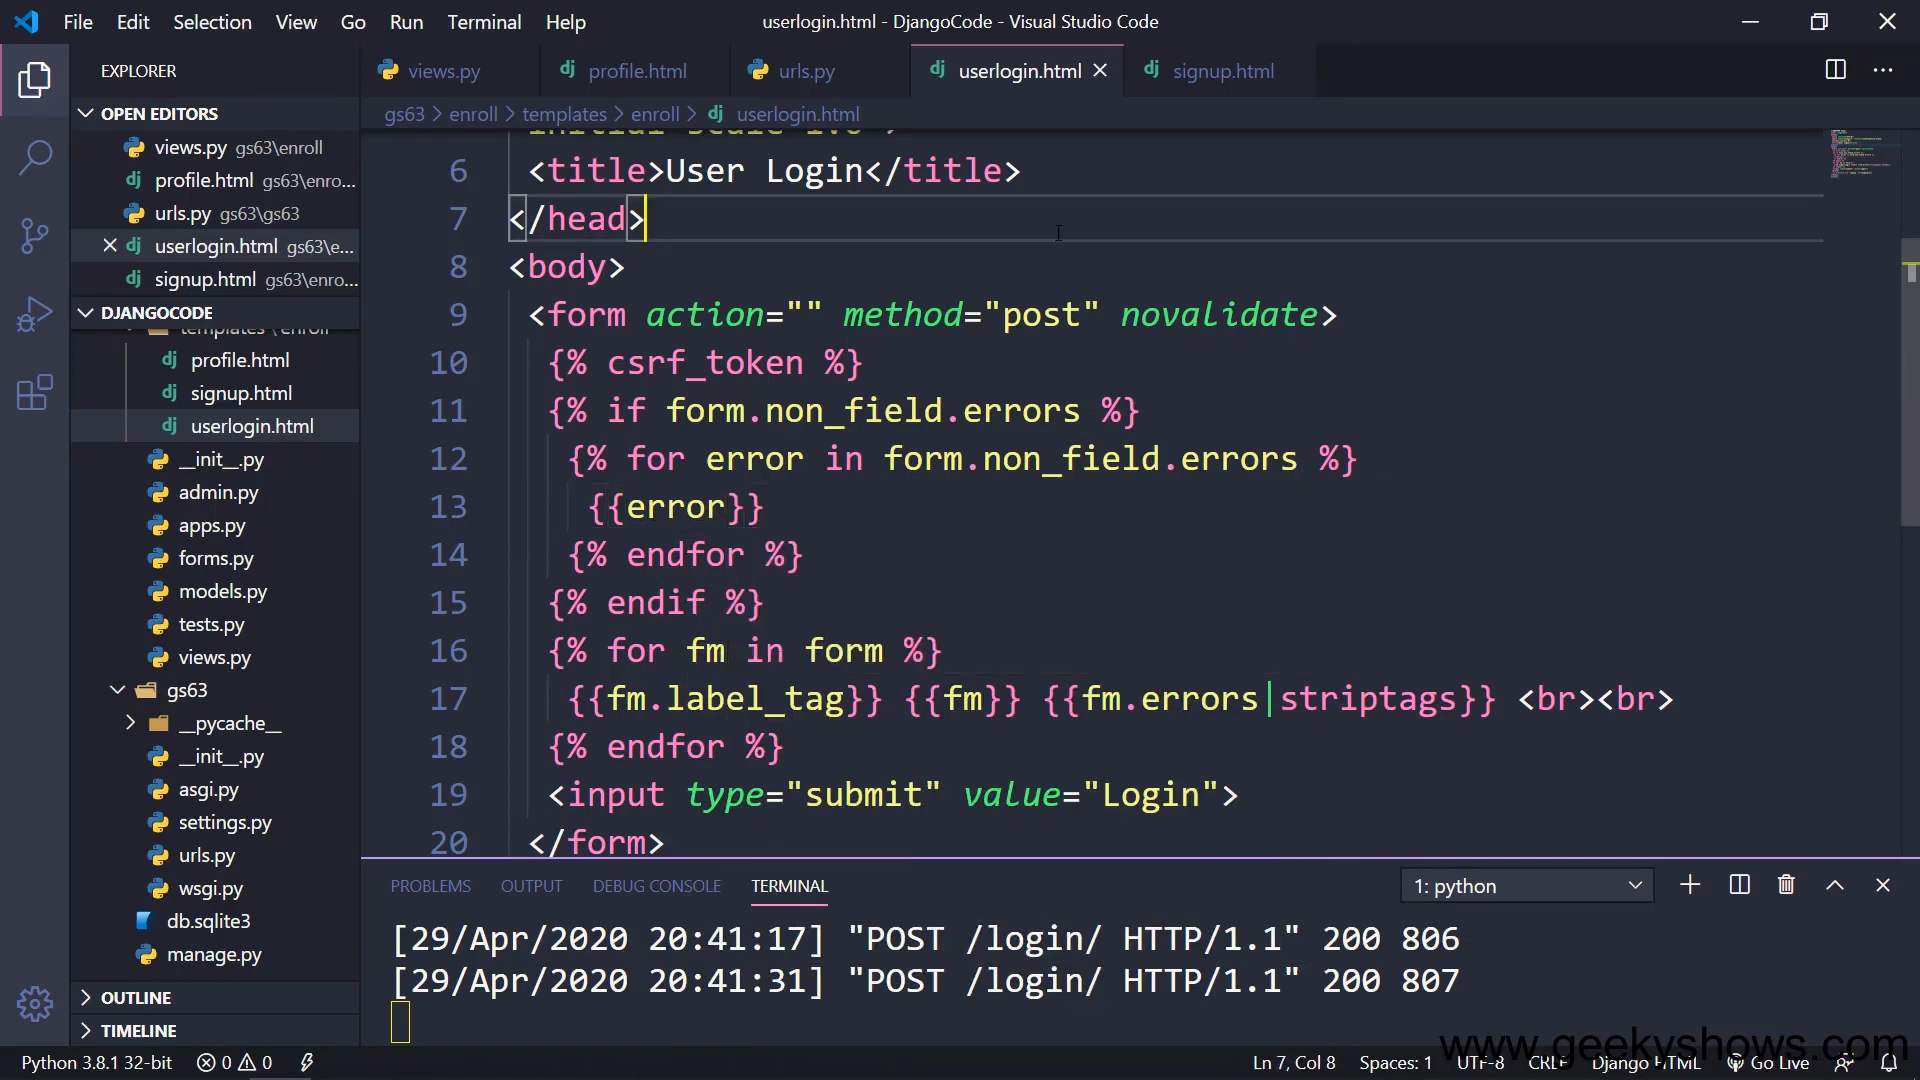 File Edit Selection View Go Run Terminal Help
userlogin.html - DjangoCode - Visual Studio Code
EXPLORER
OPEN EDITORS
views.py gs63\enroll
profile.html gs63\enro...
urls.py gs63\gs63
userlogin.html gs63\e...
signup.html gs63\enro...
DJANGOCODE
templates \ enroll
profile.html
signup.html
userlogin.html
__init__.py
admin.py
apps.py
forms.py
models.py
tests.py
views.py
gs63
__pycache__
__init__.py
asgi.py
settings.py
urls.py
wsgi.py
db.sqlite3
manage.py
OUTLINE
TIMELINE
views.py profile.html urls.py userlogin.html signup.html
gs63 > enroll > templates > enroll > userlogin.html
initial-scale=1.0">
6 <title>User Login</title>
7 </head>
8 <body>
9 <form action="" method="post" novalidate>
10 {% csrf_token %}
11 {% if form.non_field.errors %}
12 {% for error in form.non_field.errors %}
13 {{error}}
14 {% endfor %}
15 {% endif %}
16 {% for fm in form %}
17 {{fm.label_tag}} {{fm}} {{fm.errors|striptags}} <br><br>
18 {% endfor %}
19 <input type="submit" value="Login">
20 </form>
PROBLEMS OUTPUT DEBUG CONSOLE TERMINAL 1: python
[29/Apr/2020 20:41:17] "POST /login/ HTTP/1.1" 200 806
[29/Apr/2020 20:41:31] "POST /login/ HTTP/1.1" 200 807
www.geekyshows.com
Python 3.8.1 32-bit 0 0 Ln 7, Col 8 Spaces: 1 UTF-8 CRLF Django HTML Go Live